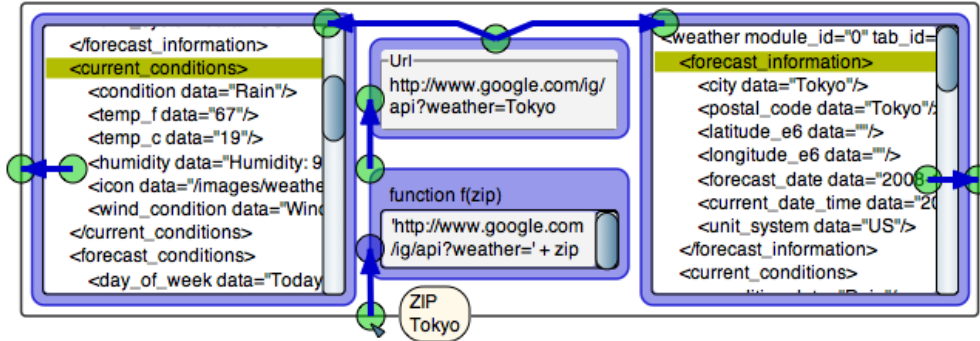 </forecast_information>
<current_conditions>
<condition data="Rain"/>
<temp_f data="67"/>
<temp_c data="19"/>
<humidity data="Humidity: 9
<icon data="/images/weathe
<wind_condition data="Wind
</current_conditions>
<forecast_conditions>
<day_of_week data="Today
Url
http://www.google.com/ig/
api?weather=Tokyo
function f(zip)
'http://www.google.com
/ig/api?weather=' + zip
ZIP
Tokyo
<weather module_id="0" tab_id=
<forecast_information>
<city data="Tokyo"/>
<postal_code data="Tokyo"/>
<latitude_e6 data=""/>
<longitude_e6 data=""/>
<forecast_date data="2008-
<current_date_time data="20
<unit_system data="US"/>
</forecast_information>
<current_conditions>